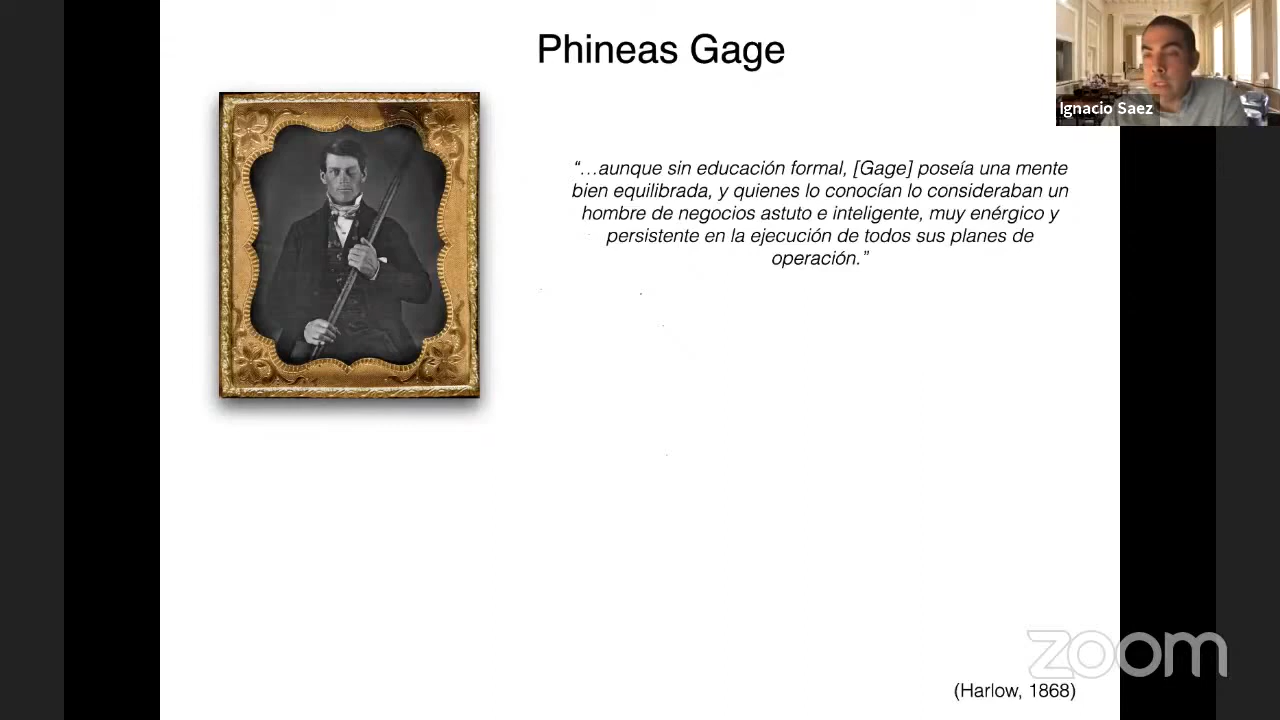 Phineas Gage
Ignacio Saez
“…aunque sin educación formal, [Gage] poseía una mente
bien equilibrada, y quienes lo conocían lo consideraban un
hombre de negocios astuto e inteligente, muy enérgico y
persistente en la ejecución de todos sus planes de
operación.”
zoom
(Harlow, 1868)